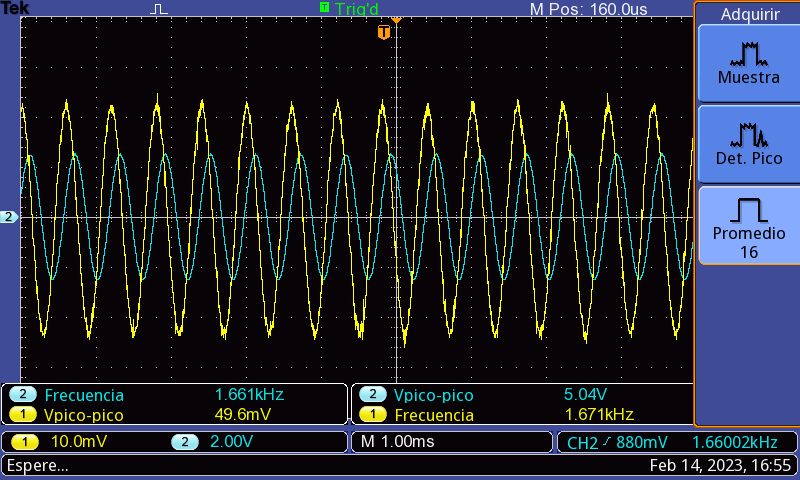 Tek
Trig'd
M Pos: 160.0us
T
T
Adquirir
Muestra
Det. Pico
Promedio
16
2
2 Frecuencia 1.661kHz
1 Vpico-pico 49.6mV
2 Vpico-pico 5.04V
1 Frecuencia 1.671kHz
1 10.0mV 2 2.00V
M 1.00ms
CH2 880mV 1.66002kHz
Espere...
Feb 14, 2023, 16:55